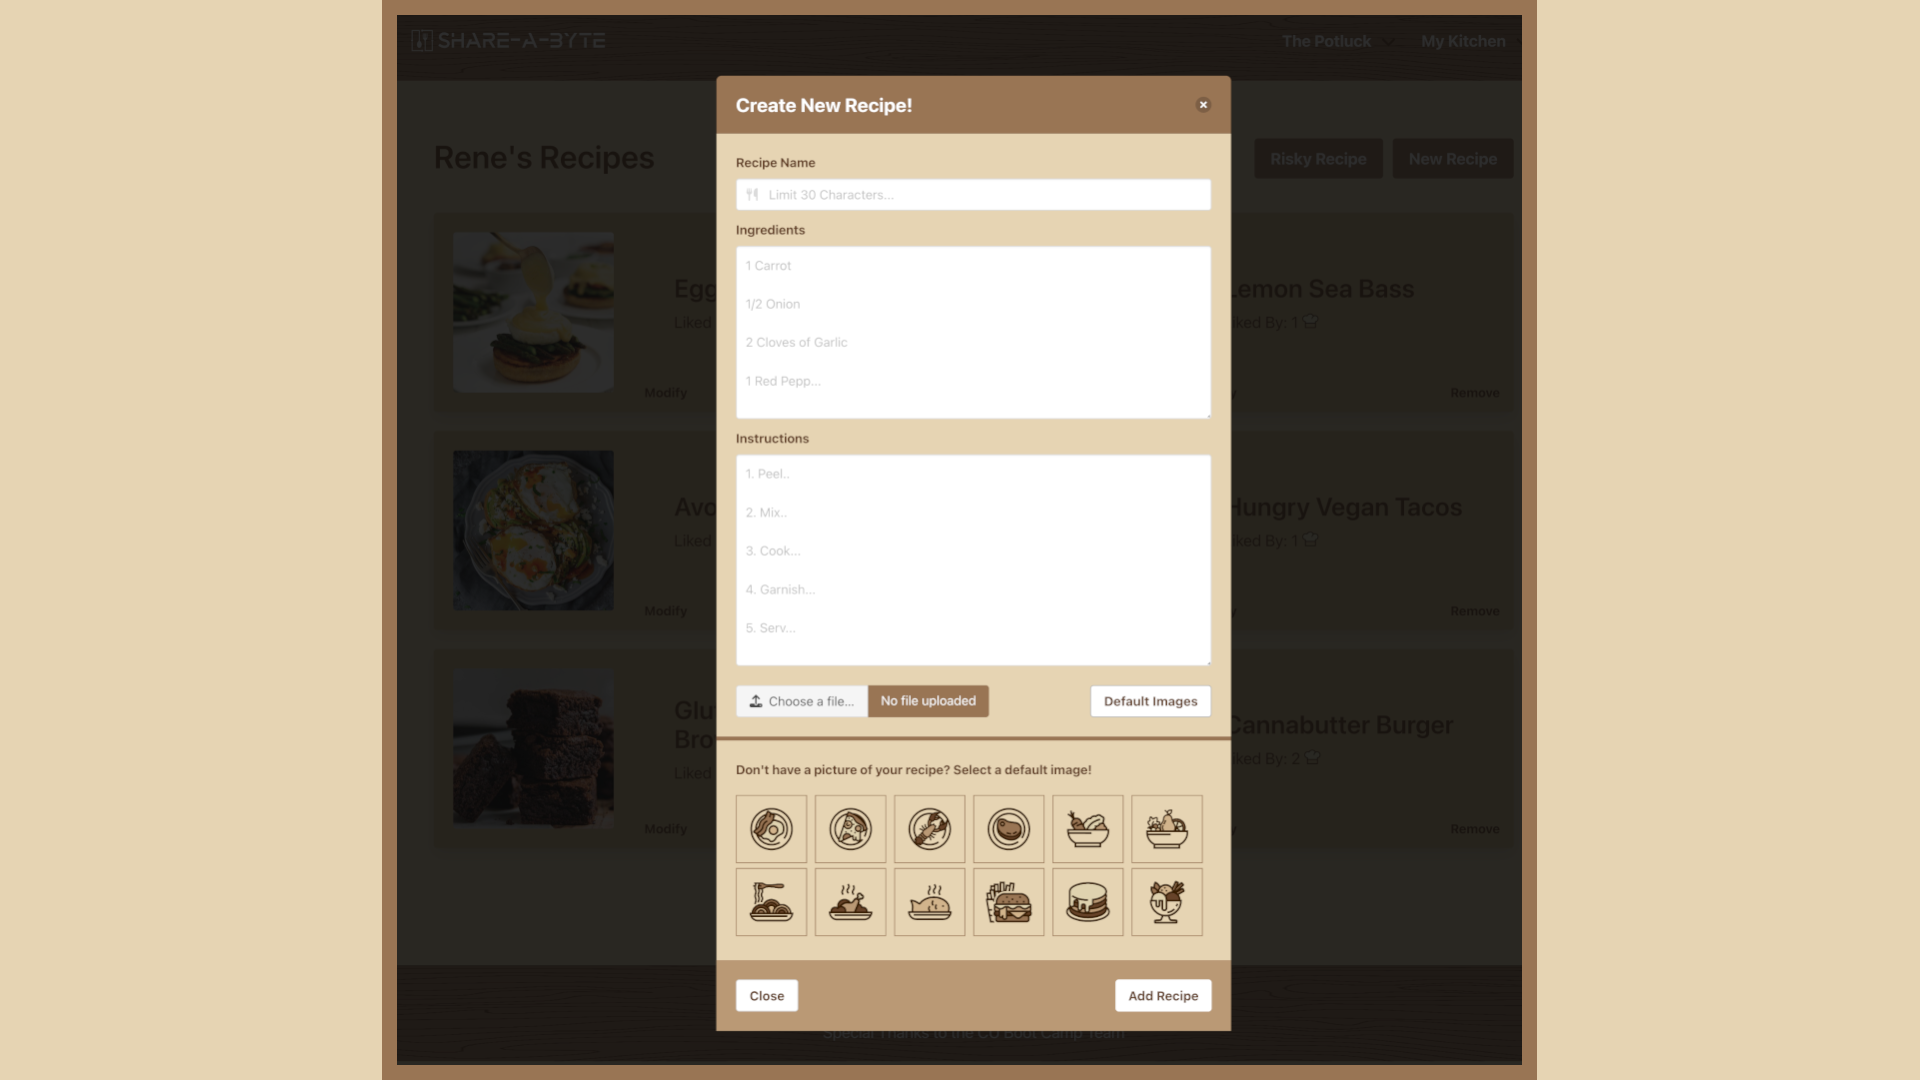 SHARE-A-BYTE
The Potluck
My Kitchen
Create New Recipe!
Rene's Recipes
Risky Recipe
New Recipe
Recipe Name
Limit 30 Characters...
Ingredients
1 Carrot
1/2 Onion
2 Cloves of Garlic
1 Red Pepp...
Egg
Liked
Modify
Lemon Sea Bass
iked By: 1
y
Remove
Instructions
1. Peel..
2. Mix..
3. Cook...
4. Garnish...
5. Serv...
Avo
Liked
Modify
Hungry Vegan Tacos
iked By: 1
y
Remove
Choose a file...
No file uploaded
Default Images
Glu
Bro
Liked
Modify
Cannabutter Burger
ked By: 2
y
Remove
Don't have a picture of your recipe? Select a default image!
Close
Add Recipe
Special Thanks to the CU Boot Camp Team